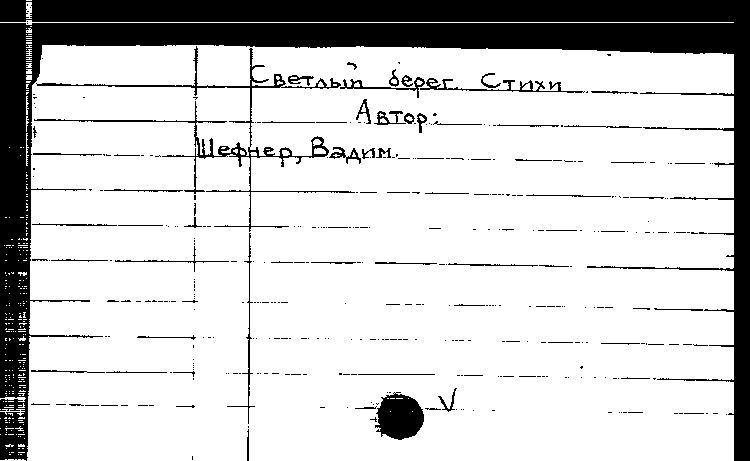 Светлый берег. Стихи
Автор:
Шефнер, Вадим.
V